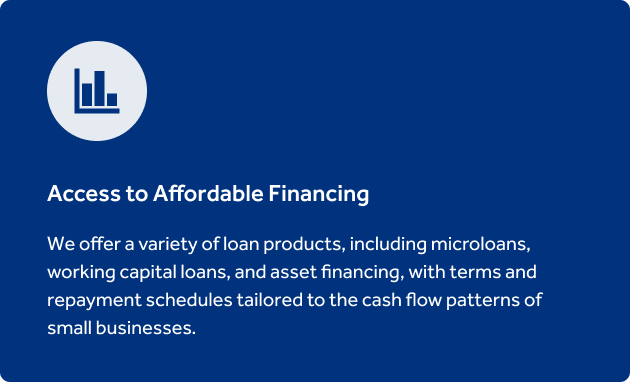 Access to Affordable Financing
We offer a variety of loan products, including microloans,
working capital loans, and asset financing, with terms and
repayment schedules tailored to the cash flow patterns of
small businesses.